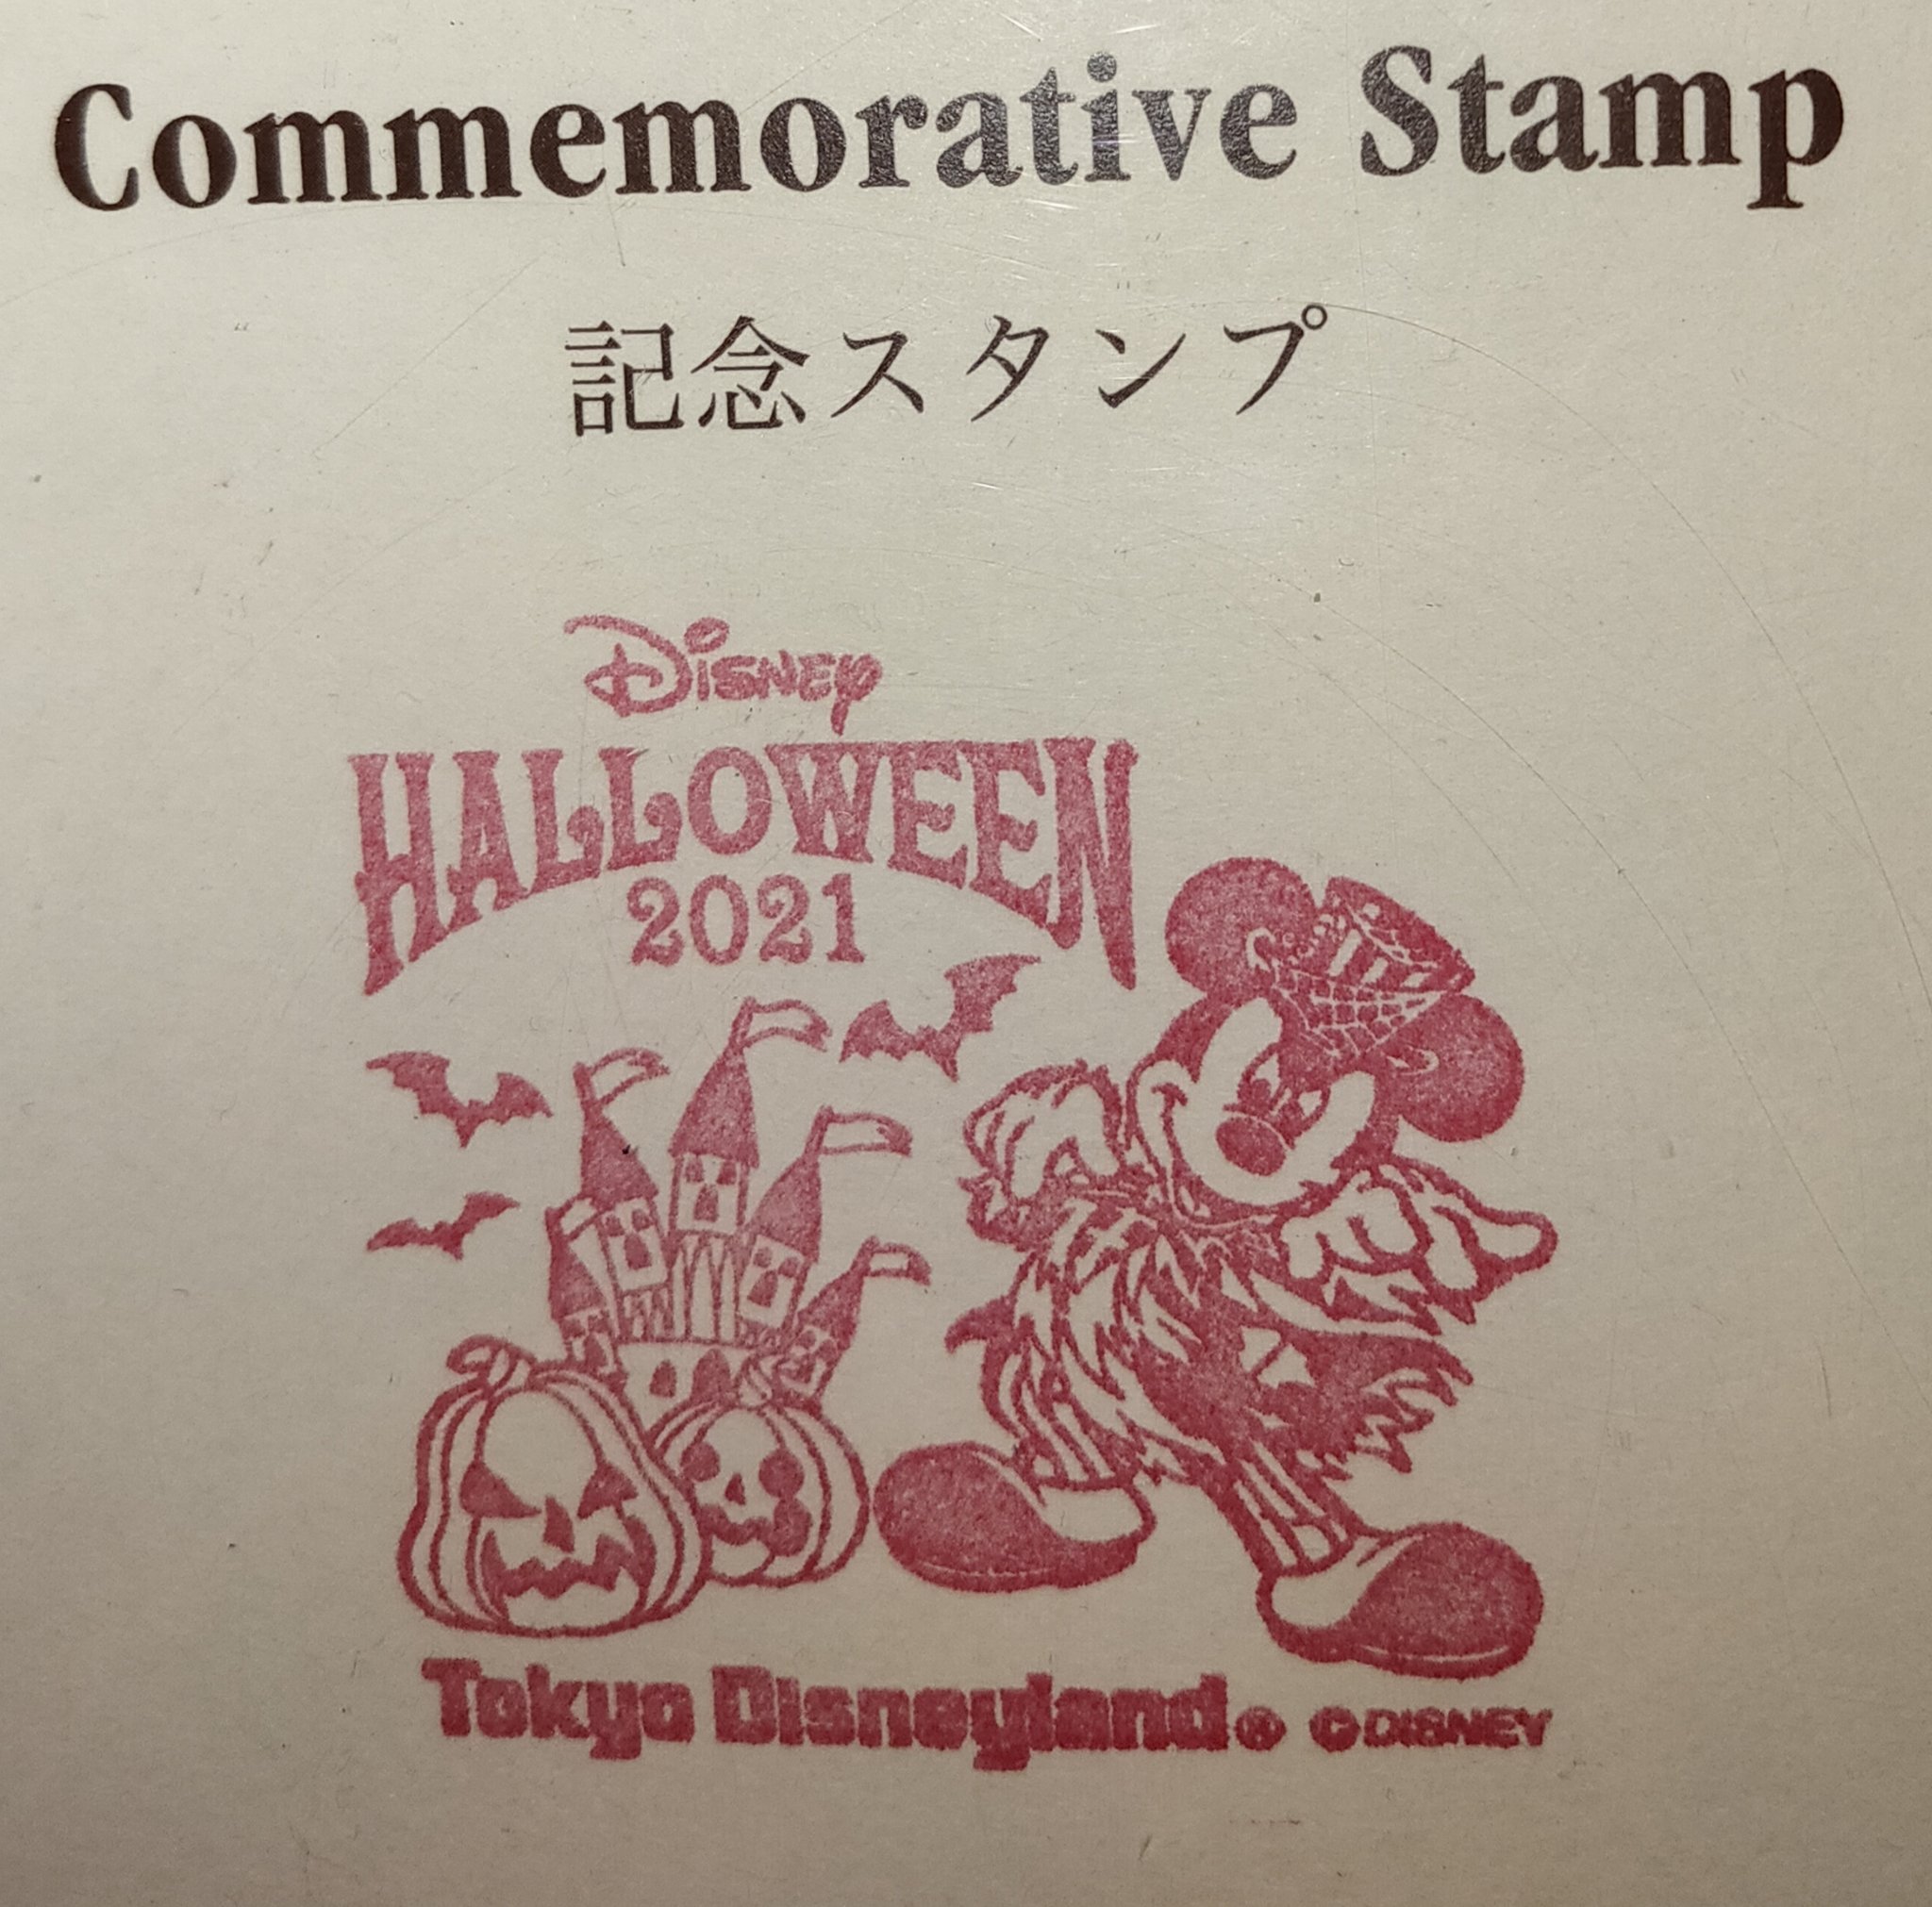 Commemorative Stamp
記念スタンプ
Disney
HALLOWEEN
2021
Tokyo Disneyland® ©DISNEY